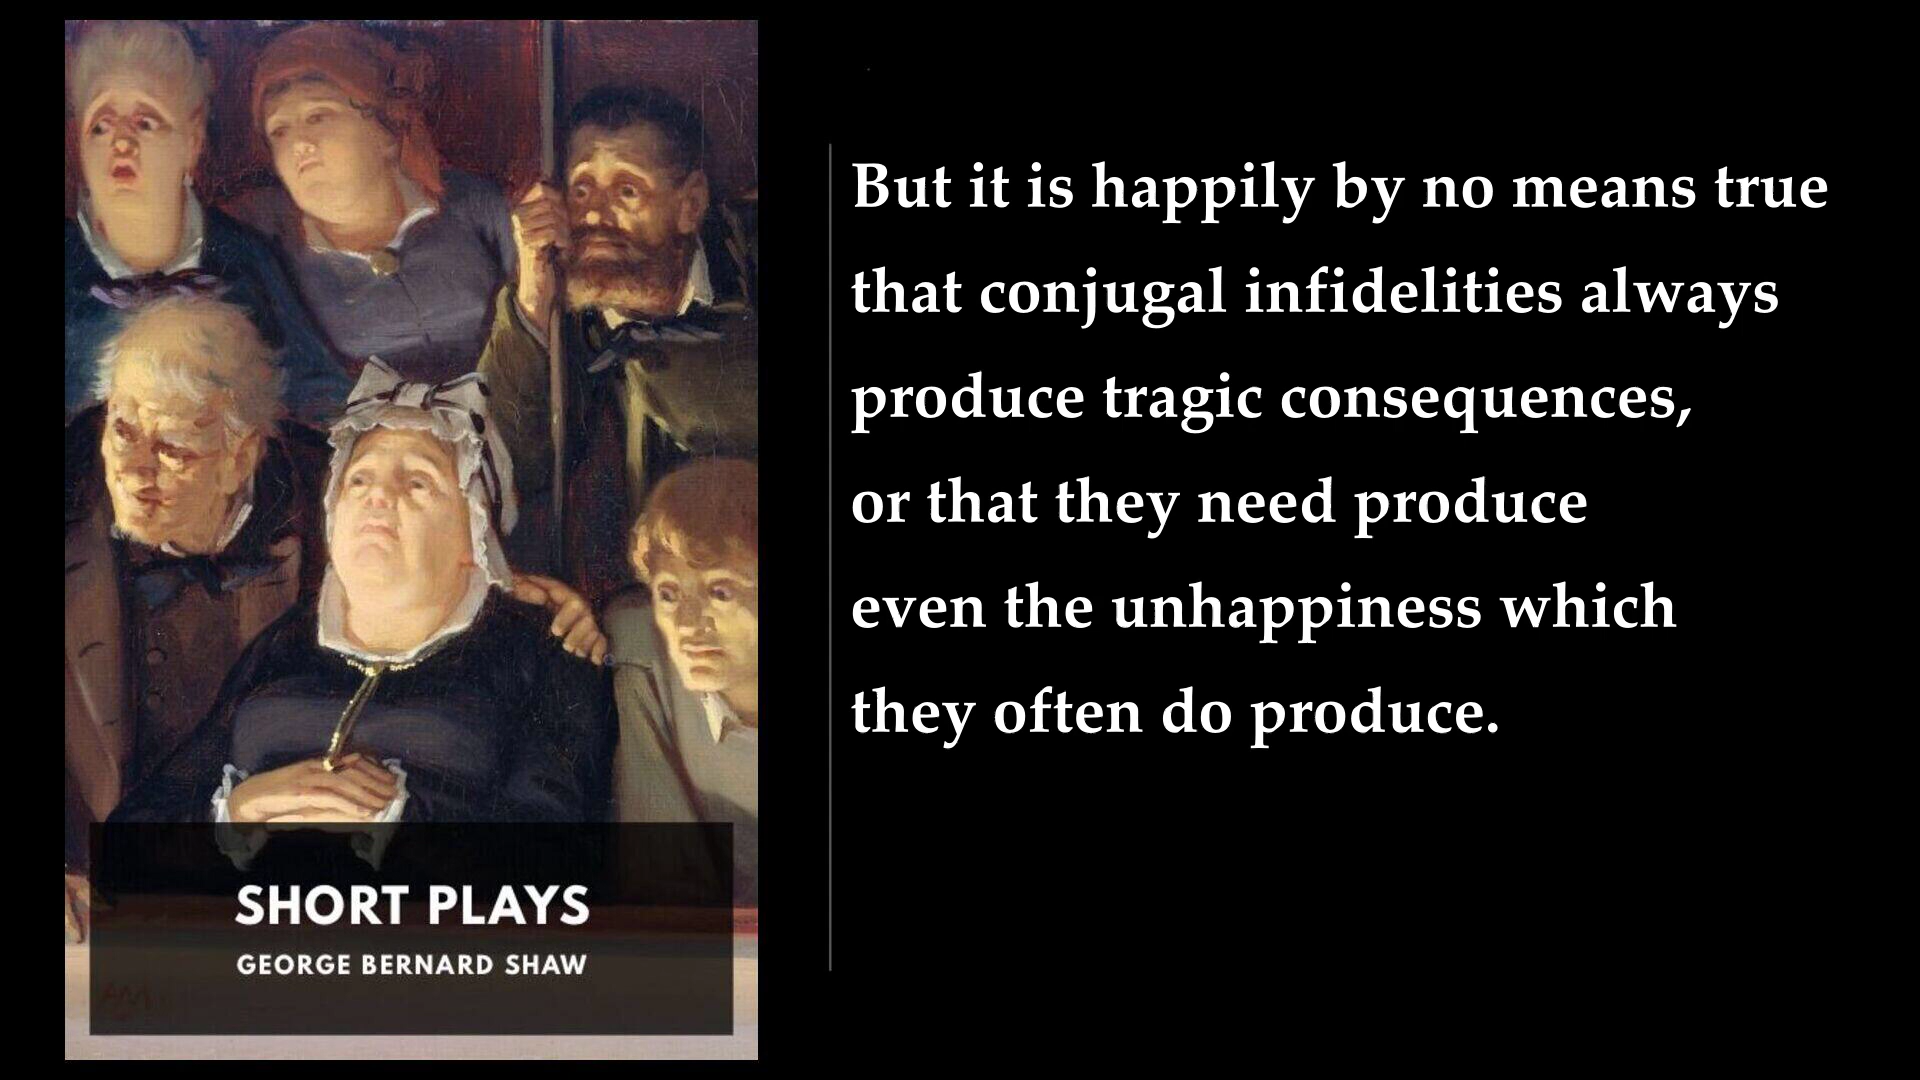 SHORT PLAYS
GEORGE BERNARD SHAW
But it is happily by no means true
that conjugal infidelities always
produce tragic consequences,
or that they need produce
even the unhappiness which
they often do produce.